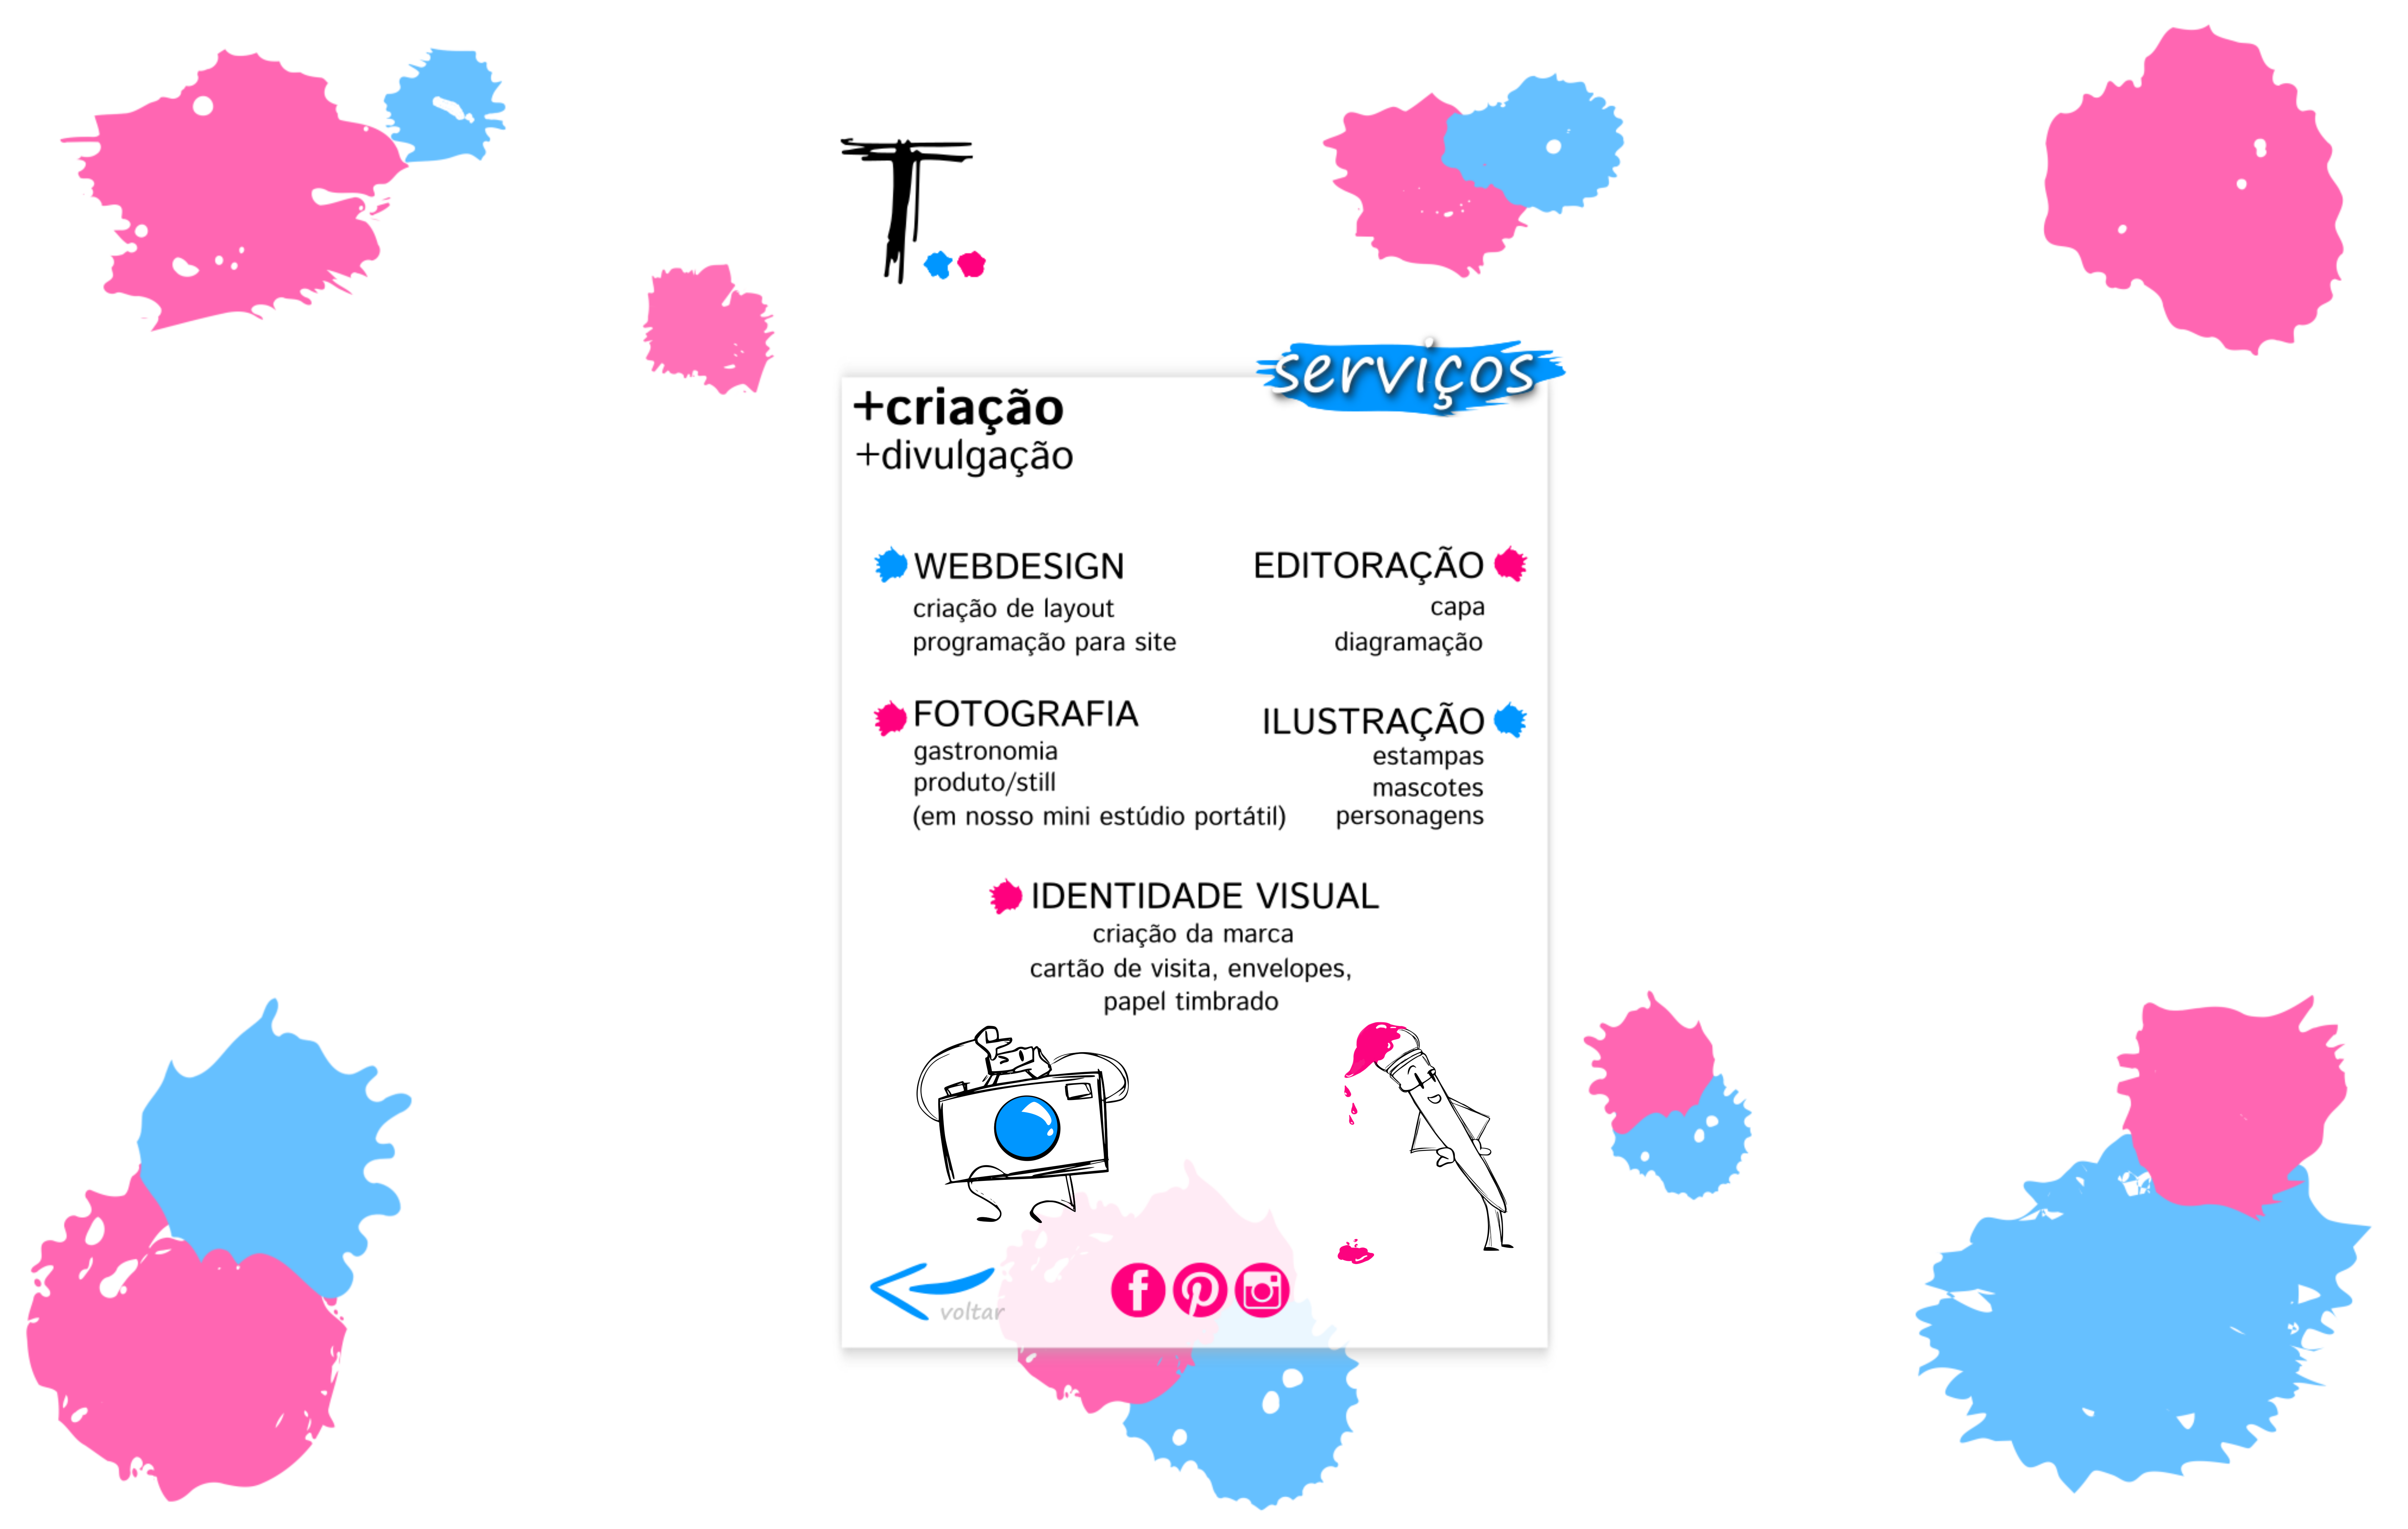 T
serviços
+criação
+divulgação
WEBDESIGN
criação de layout
programação para site
EDITORAÇÃO
capa
diagramação
FOTOGRAFIA
gastronomia
produto/still
(em nosso mini estúdio portátil)
ILUSTRAÇÃO
estampas
mascotes
personagens
IDENTIDADE VISUAL
criação da marca
cartão de visita, envelopes,
papel timbrado
voltar